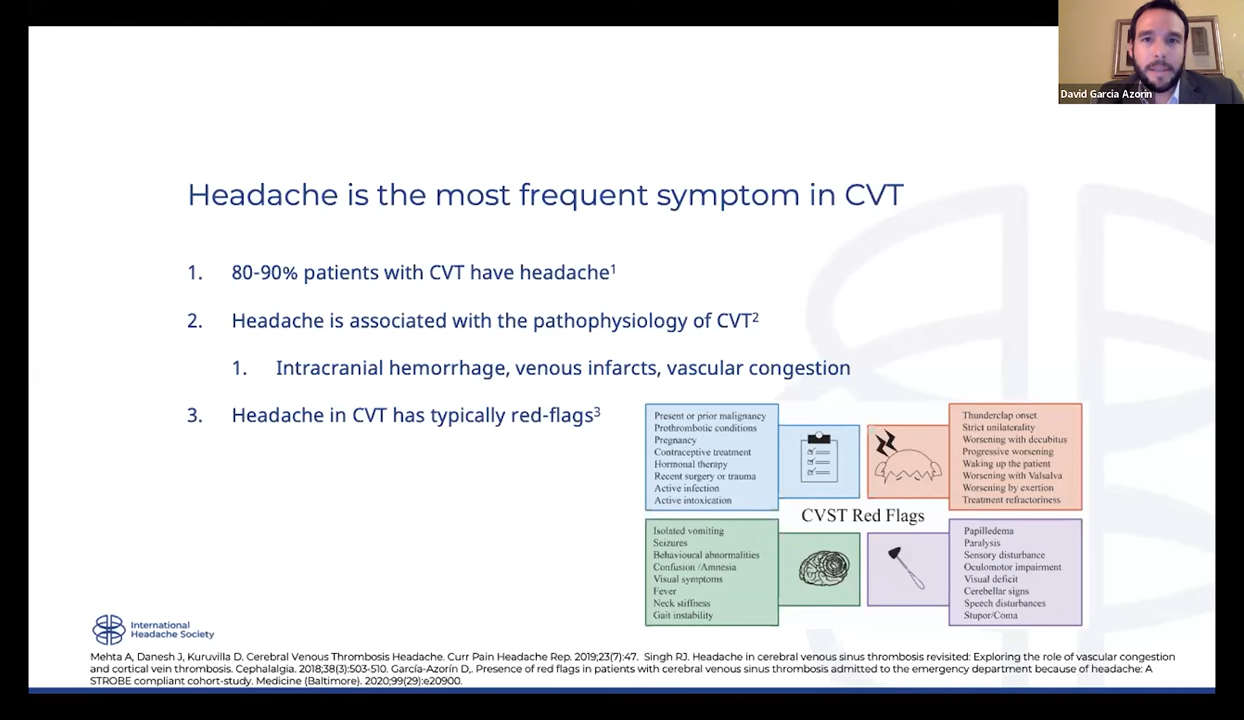 David Garcia Azorin
Headache is the most frequent symptom in CVT
1. 80-90% patients with CVT have headache¹
2. Headache is associated with the pathophysiology of CVT²
1. Intracranial hemorrhage, venous infarcts, vascular congestion
3. Headache in CVT has typically red-flags³
Present or prior malignancy
Prothrombotic conditions
Pregnancy
Contraceptive treatment
Hormonal therapy
Recent surgery or trauma
Active infection
Active intoxication
Thunderclap onset
Strict unilaterality
Worsening with decubitus
Progressive worsening
Waking up the patient
Worsening with Valsalva
Worsening by exertion
Treatment refractoriness
CVST Red Flags
Isolated vomiting
Seizures
Behavioural abnormalities
Confusion /Amnesia
Visual symptoms
Fever
Neck stiffness
Gait instability
Papilledema
Paralysis
Sensory disturbance
Oculomotor impairment
Visual deficit
Cerebellar signs
Speech disturbances
Stupor/Coma
International
Headache Society
Mehta A, Danesh J, Kuruvilla D. Cerebral Venous Thrombosis Headache. Curr Pain Headache Rep. 2019;23(7):47. Singh RJ. Headache in cerebral venous sinus thrombosis revisited: Exploring the role of vascular congestion
and cortical vein thrombosis. Cephalalgia. 2018;38(3):503-510. García-Azorín D,. Presence of red flags in patients with cerebral venous sinus thrombosis admitted to the emergency department because of headache: A
STROBE compliant cohort-study. Medicine (Baltimore). 2020;99(29):e20900.